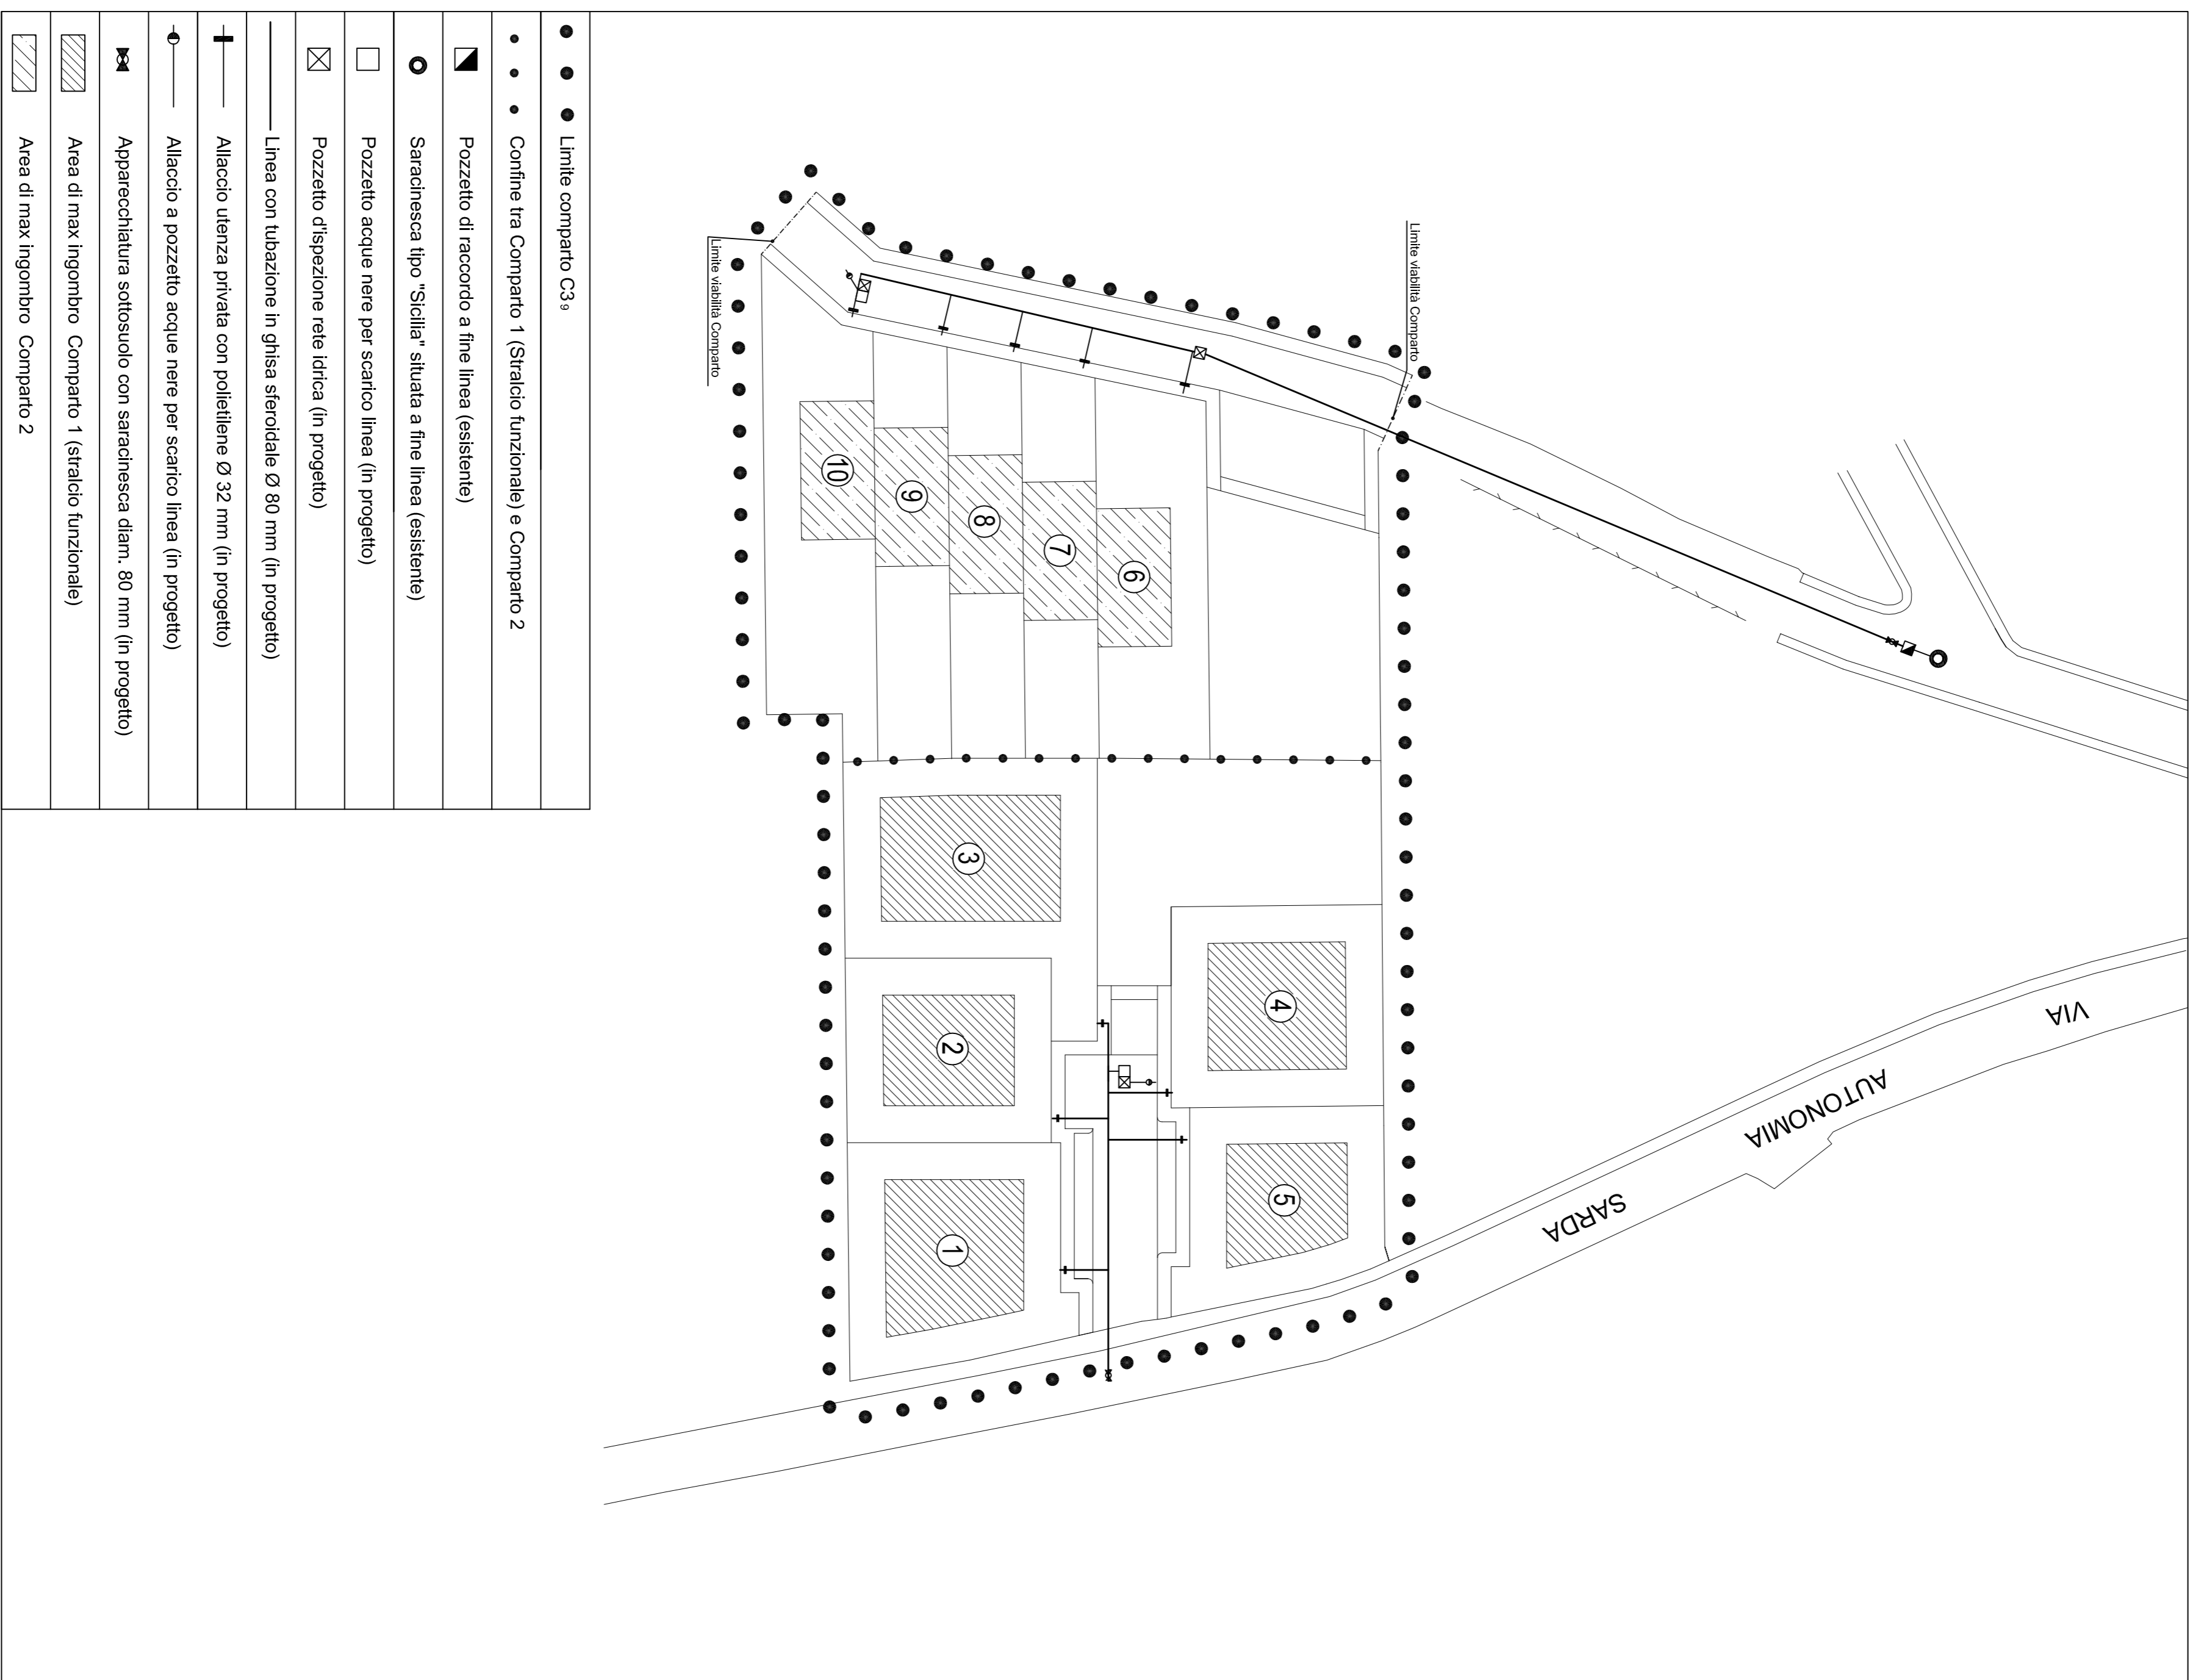 Limite comparto C3 9
Confine tra Comparto 1 (Stralcio funzionale) e Comparto 2
Pozzetto di raccordo a fine linea (esistente)
Saracinesca tipo "Sicilia" situata a fine linea (esistente)
Pozzetto acque nere per scarico linea (in progetto)
Pozzetto d'ispezione rete idrica (in progetto)
Linea con tubazione in ghisa sferoidale Ø 80 mm (in progetto)
Allaccio utenza privata con polietilene Ø 32 mm (in progetto)
Allaccio a pozzetto acque nere per scarico linea (in progetto)
Apparecchiatura sottosuolo con saracinesca diam. 80 mm (in progetto)
Area di max ingombro Comparto 1 (stralcio funzionale)
Area di max ingombro Comparto 2
Limite viabilità Comparto
Limite viabilità Comparto
6
7
8
9
10
4
3
2
5
1
VIA
AUTONOMIA
SARDA